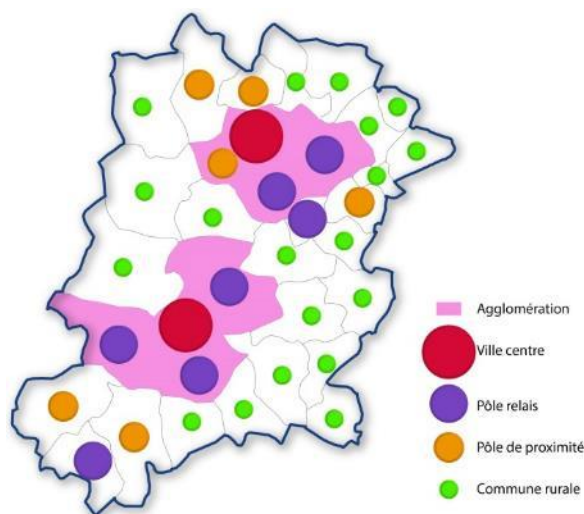 Agglomération
Ville centre
Pôle relais
Pôle de proximité
Commune rurale